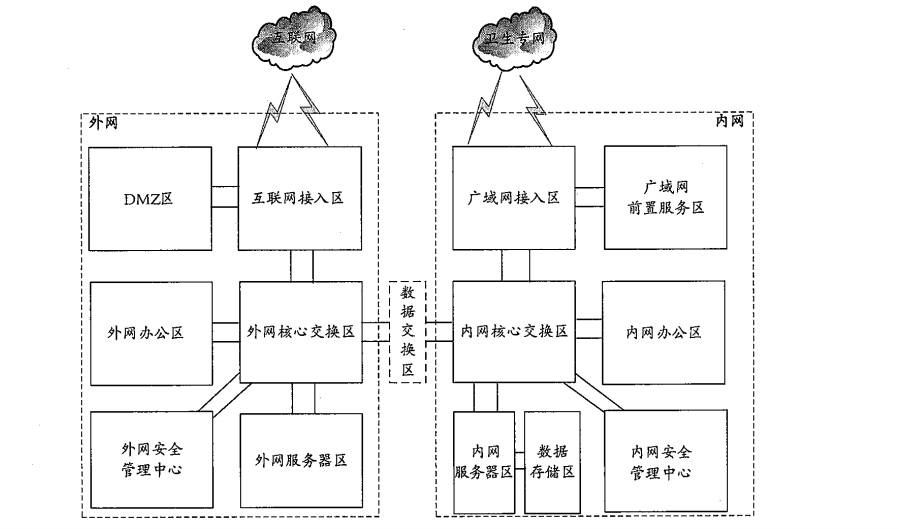 互联网
卫生专网
外网
内网
DMZ区
互联网接入区
广域网接入区
广域网
前置服务区
外网办公区
外网核心交换区
数
据
交
换
区
内网核心交换区
内网办公区
外网安全
管理中心
外网服务器区
内网
服务器区
数据
存储区
内网安全
管理中心